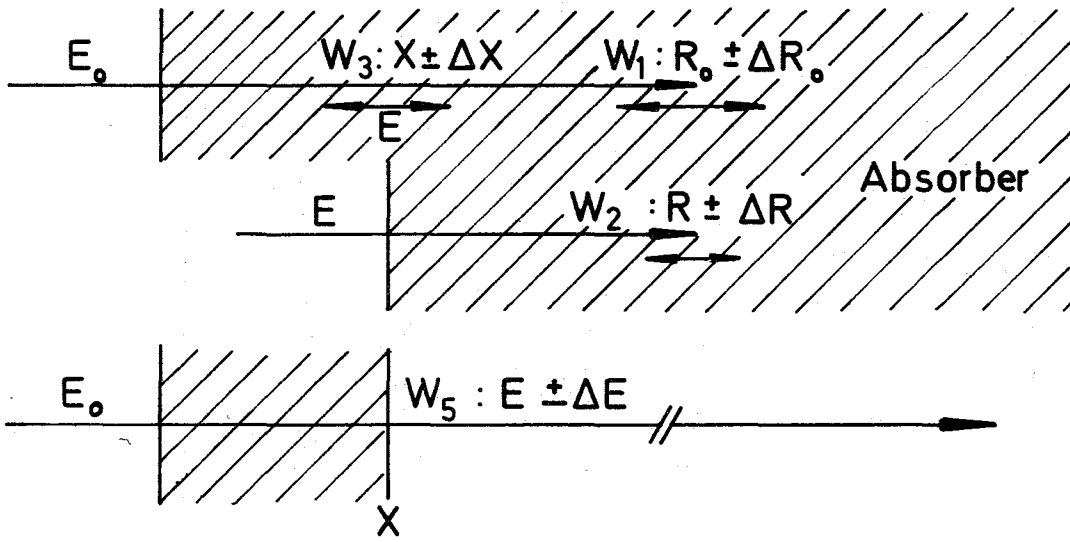 E₀
W₃: X ± ΔX
W₁: R₀ ± ΔR₀
E
Absorber
E
W₂ : R ± ΔR
E₀
W₅ : E ± ΔE
X